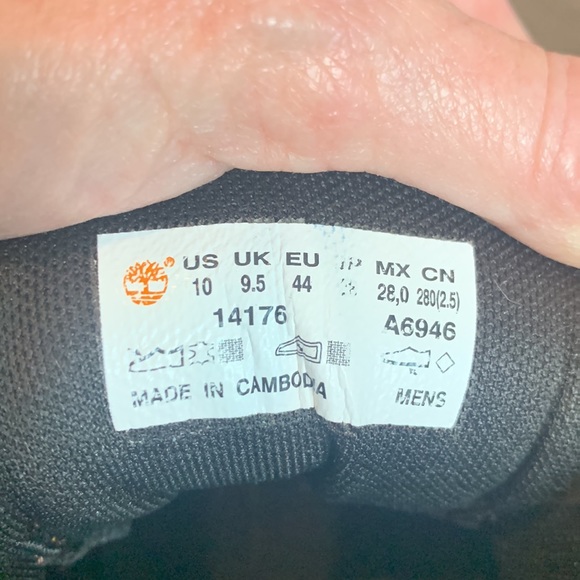 ® US UK EU MX CN
10 9.5 44 28,0 280(2.5)
14176 A6946
TL
MADE IN CAMBODIA MENS